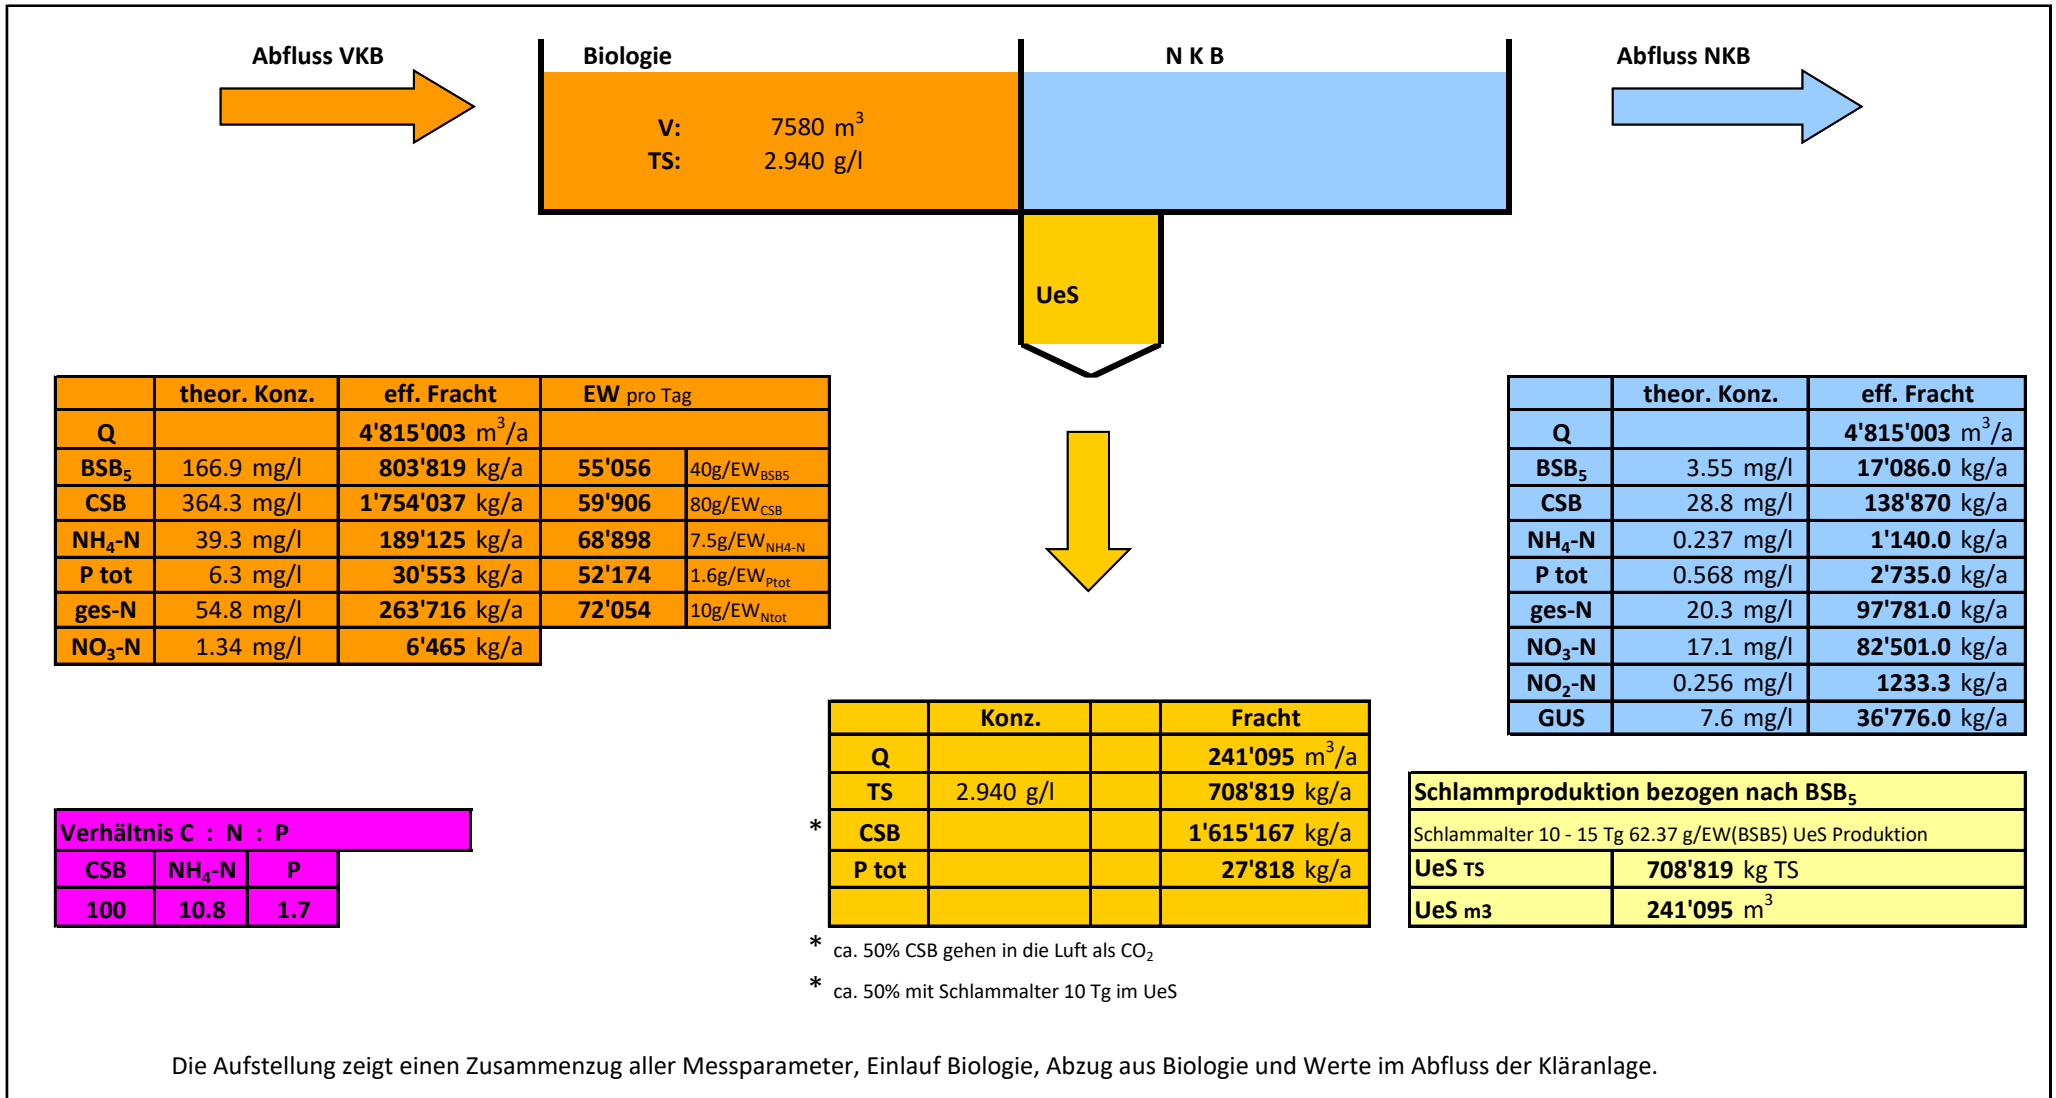 Abfluss VKB
Biologie
N K B
Abfluss NKB
V: 7580 m³
TS: 2.940 g/l
UeS
theor. Konz. eff. Fracht EW pro Tag
Q 4'815'003 m³/a
BSB₅ 166.9 mg/l 803'819 kg/a 55'056 40g/EW_BSB5
CSB 364.3 mg/l 1'754'037 kg/a 59'906 80g/EW_CSB
NH₄-N 39.3 mg/l 189'125 kg/a 68'898 7.5g/EW_NH4-N
P tot 6.3 mg/l 30'553 kg/a 52'174 1.6g/EW_Ptot
ges-N 54.8 mg/l 263'716 kg/a 72'054 10g/EW_Ntot
NO₃-N 1.34 mg/l 6'465 kg/a
theor. Konz. eff. Fracht
Q 4'815'003 m³/a
BSB₅ 3.55 mg/l 17'086.0 kg/a
CSB 28.8 mg/l 138'870 kg/a
NH₄-N 0.237 mg/l 1'140.0 kg/a
P tot 0.568 mg/l 2'735.0 kg/a
ges-N 20.3 mg/l 97'781.0 kg/a
NO₃-N 17.1 mg/l 82'501.0 kg/a
NO₂-N 0.256 mg/l 1233.3 kg/a
GUS 7.6 mg/l 36'776.0 kg/a
Verhältnis C : N : P
CSB NH₄-N P
100 10.8 1.7
Konz. Fracht
Q 241'095 m³/a
TS 2.940 g/l 708'819 kg/a
* CSB 1'615'167 kg/a
P tot 27'818 kg/a
* ca. 50% CSB gehen in die Luft als CO₂
* ca. 50% mit Schlammalter 10 Tg im UeS
Schlammproduktion bezogen nach BSB₅
Schlammalter 10 - 15 Tg 62.37 g/EW(BSB5) UeS Produktion
UeS TS 708'819 kg TS
UeS m3 241'095 m³
Die Aufstellung zeigt einen Zusammenzug aller Messparameter, Einlauf Biologie, Abzug aus Biologie und Werte im Abfluss der Kläranlage.